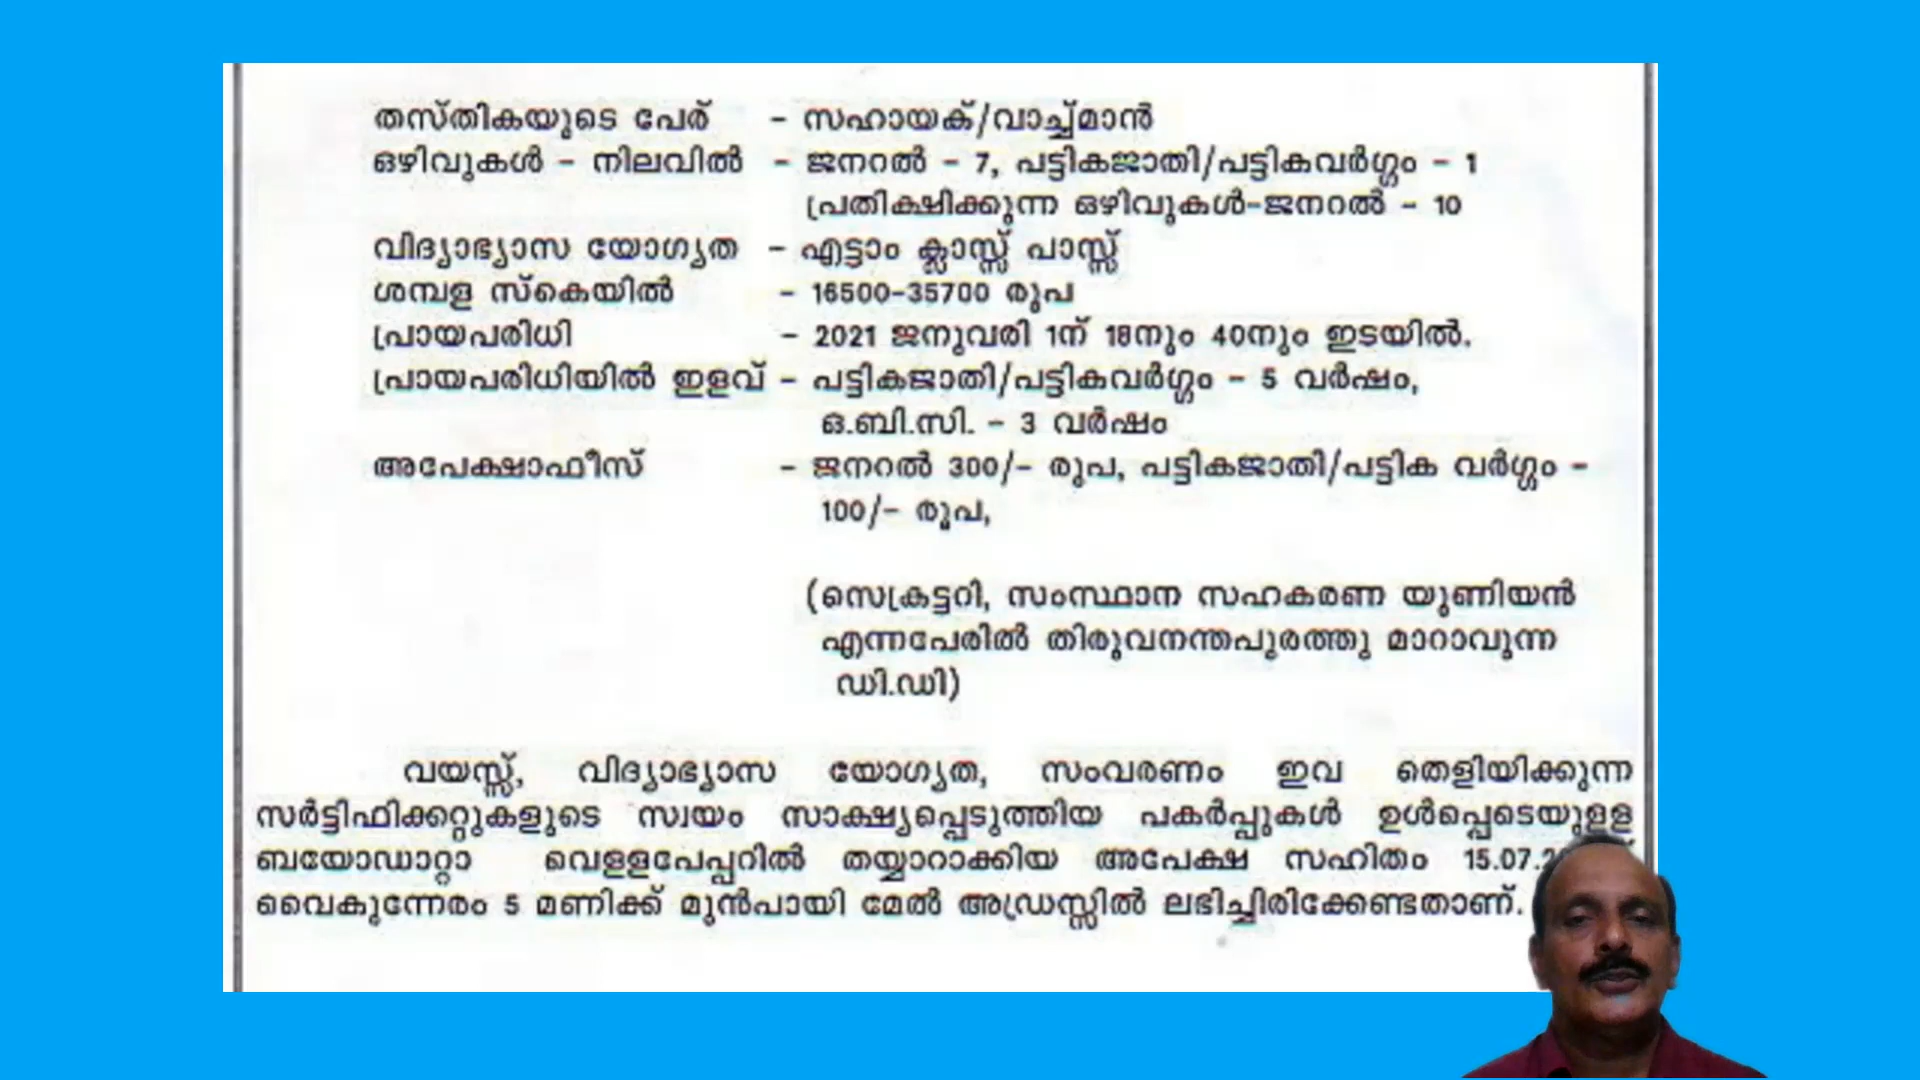 തസ്തികയുടെ പേര് - സഹായക്/വാച്ച്മാൻ
ഒഴിവുകൾ - നിലവിൽ - ജനറൽ - 7, പട്ടികജാതി/പട്ടികവർഗ്ഗം - 1
പ്രതീക്ഷിക്കുന്ന ഒഴിവുകൾ-ജനറൽ - 10
വിദ്യാഭ്യാസ യോഗ്യത - എട്ടാം ക്ലാസ്സ് പാസ്സ്
ശമ്പള സ്കെയിൽ - 16500-35700 രൂപ
പ്രായപരിധി - 2021 ജനുവരി 1ന് 18നും 40നും ഇടയിൽ.
പ്രായപരിധിയിൽ ഇളവ് - പട്ടികജാതി/പട്ടികവർഗ്ഗം - 5 വർഷം,
ഒ.ബി.സി. - 3 വർഷം
അപേക്ഷാഫീസ് - ജനറൽ 300/- രൂപ, പട്ടികജാതി/പട്ടിക വർഗ്ഗം -
100/- രൂപ,
(സെക്രട്ടറി, സംസ്ഥാന സഹകരണ യൂണിയൻ
എന്നപേരിൽ തിരുവനന്തപുരത്തു മാറാവുന്ന
ഡി.ഡി)
വയസ്സ്, വിദ്യാഭ്യാസ യോഗ്യത, സംവരണം ഇവ തെളിയിക്കുന്ന
സർട്ടിഫിക്കറ്റുകളുടെ സ്വയം സാക്ഷ്യപ്പെടുത്തിയ പകർപ്പുകൾ ഉൾപ്പെടെയുളള
ബയോഡാറ്റാ വെളളപേപ്പറിൽ തയ്യാറാക്കിയ അപേക്ഷ സഹിതം 15.07.2
വൈകുന്നേരം 5 മണിക്ക് മുൻപായി മേൽ അഡ്രസ്സിൽ ലഭിച്ചിരിക്കേണ്ടതാണ്.